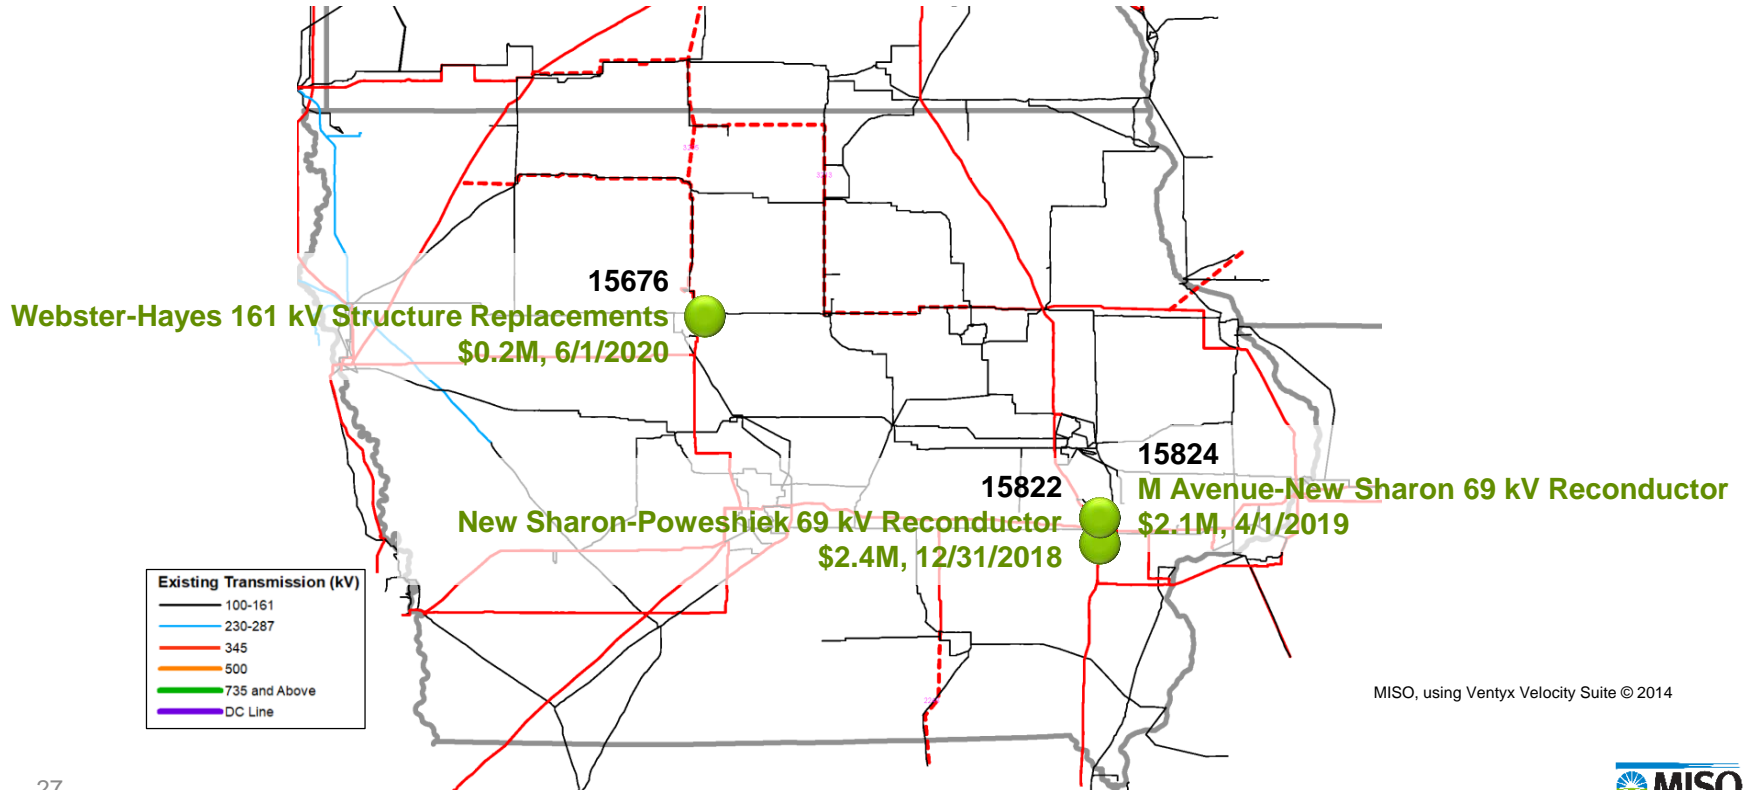 15676
Webster-Hayes 161 kV Structure Replacements
$0.2M, 6/1/2020
15824
M Avenue-New Sharon 69 kV Reconductor
$2.1M, 4/1/2019
15822
New Sharon-Poweshiek 69 kV Reconductor
$2.4M, 12/31/2018
Existing Transmission (kV)
100-161
230-287
345
500
735 and Above
DC Line
MISO, using Ventyx Velocity Suite © 2014
27
MISO